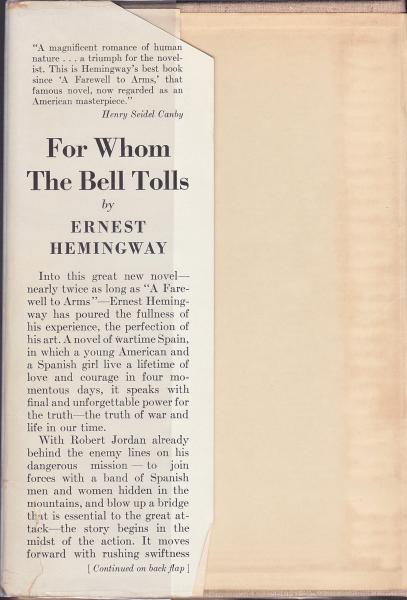 "A magnificent romance of human
nature . . . a triumph for the novel-
ist. This is Hemingway's best book
since 'A Farewell to Arms,' that
famous novel, now regarded as an
American masterpiece."
Henry Seidel Canby
For Whom
The Bell Tolls
by
ERNEST
HEMINGWAY
Into this great new novel—
nearly twice as long as "A Fare-
well to Arms"—Ernest Heming-
way has poured the fullness of
his experience, the perfection of
his art. A novel of wartime Spain,
in which a young American and
a Spanish girl live a lifetime of
love and courage in four mo-
mentous days, it speaks with
final and unforgettable power for
the truth—the truth of war and
life in our time.
With Robert Jordan already
behind the enemy lines on his
dangerous mission — to join
forces with a band of Spanish
men and women hidden in the
mountains, and blow up a bridge
that is essential to the great at-
tack—the story begins in the
midst of the action. It moves
forward with rushing swiftness
[ Continued on back flap ]